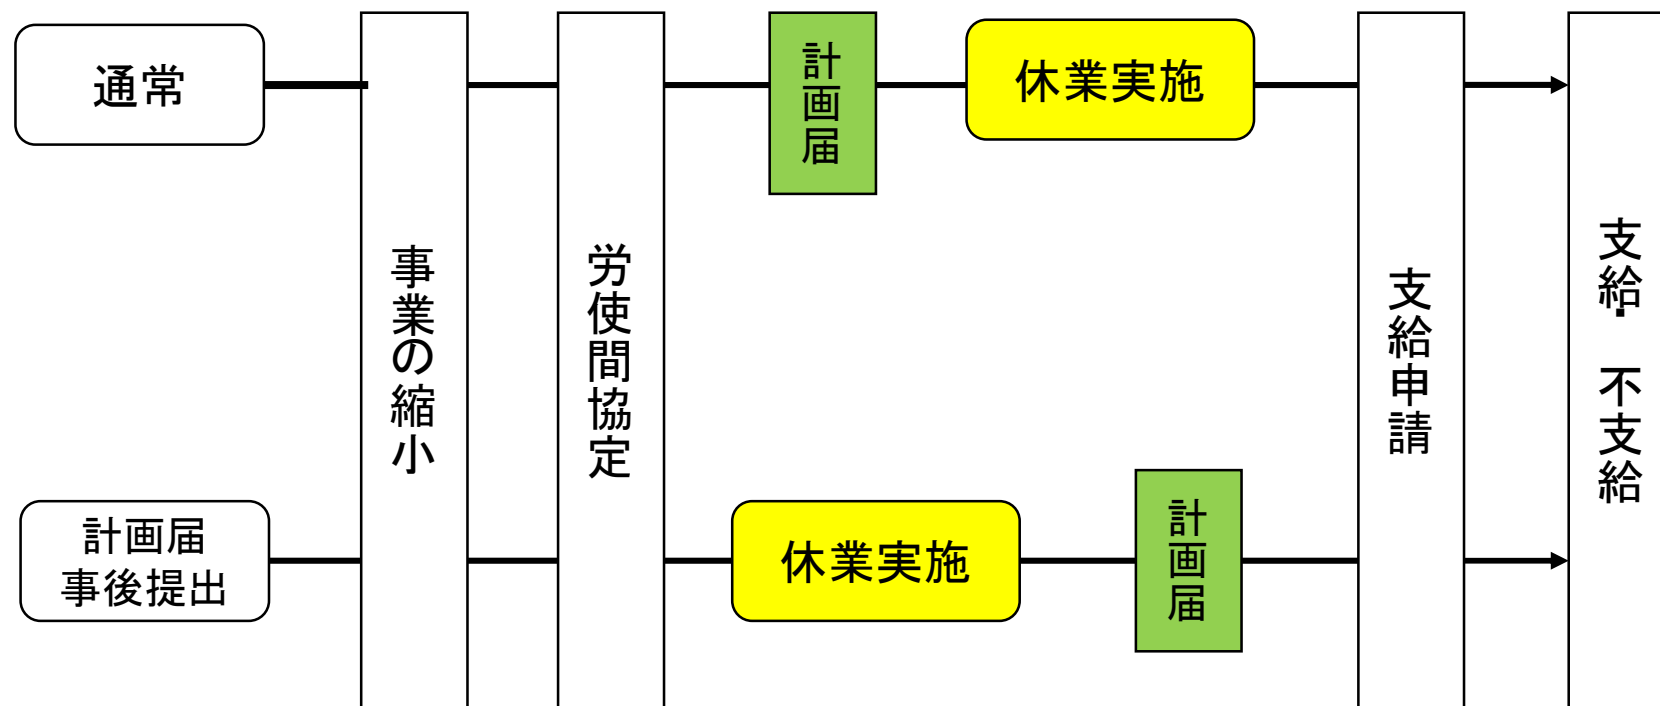 通常
事業の縮小
労使間協定
計画届
休業実施
支給申請
支給・不支給
計画届
事後提出
休業実施
計画届